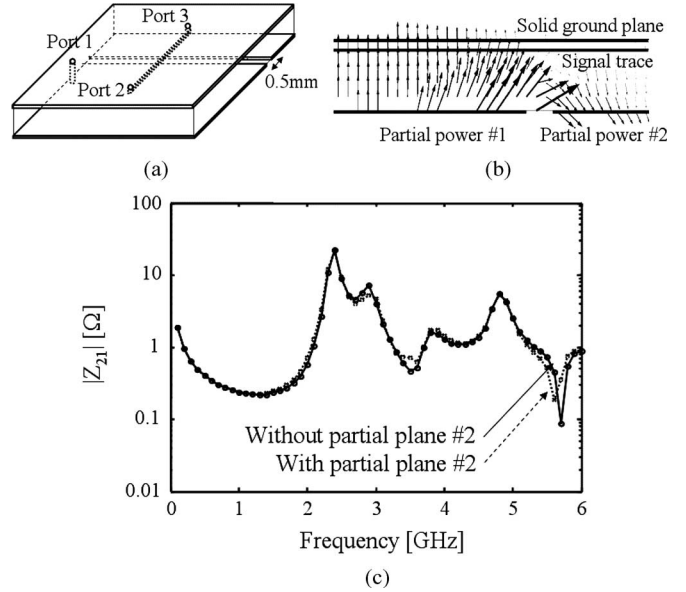 Port 3
Port 1
Port 2
0.5mm
(a)
Solid ground plane
Signal trace
Partial power #1
Partial power #2
(b)
100
10
1
0.1
0.01
|Z21| [Ω]
Without partial plane #2
With partial plane #2
0 1 2 3 4 5 6
Frequency [GHz]
(c)